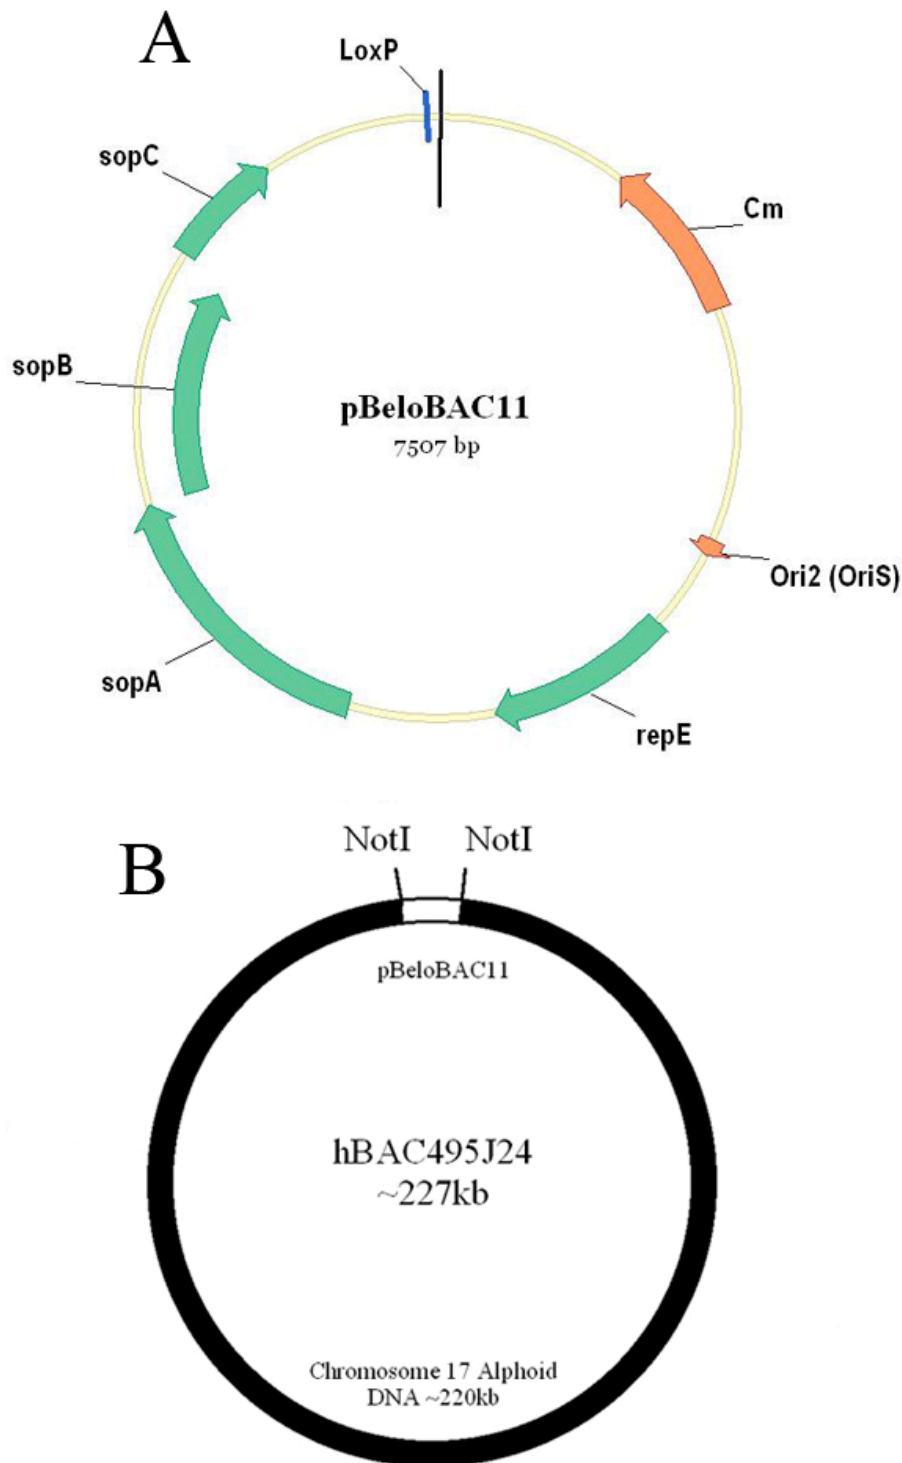 A
LoxP
sopC
Cm
sopB
pBeloBAC11
7507 bp
Ori2 (OriS)
sopA
repE
B
NotI NotI
pBeloBAC11
hBAC495J24
~227kb
Chromosome 17 Alphoid
DNA ~220kb